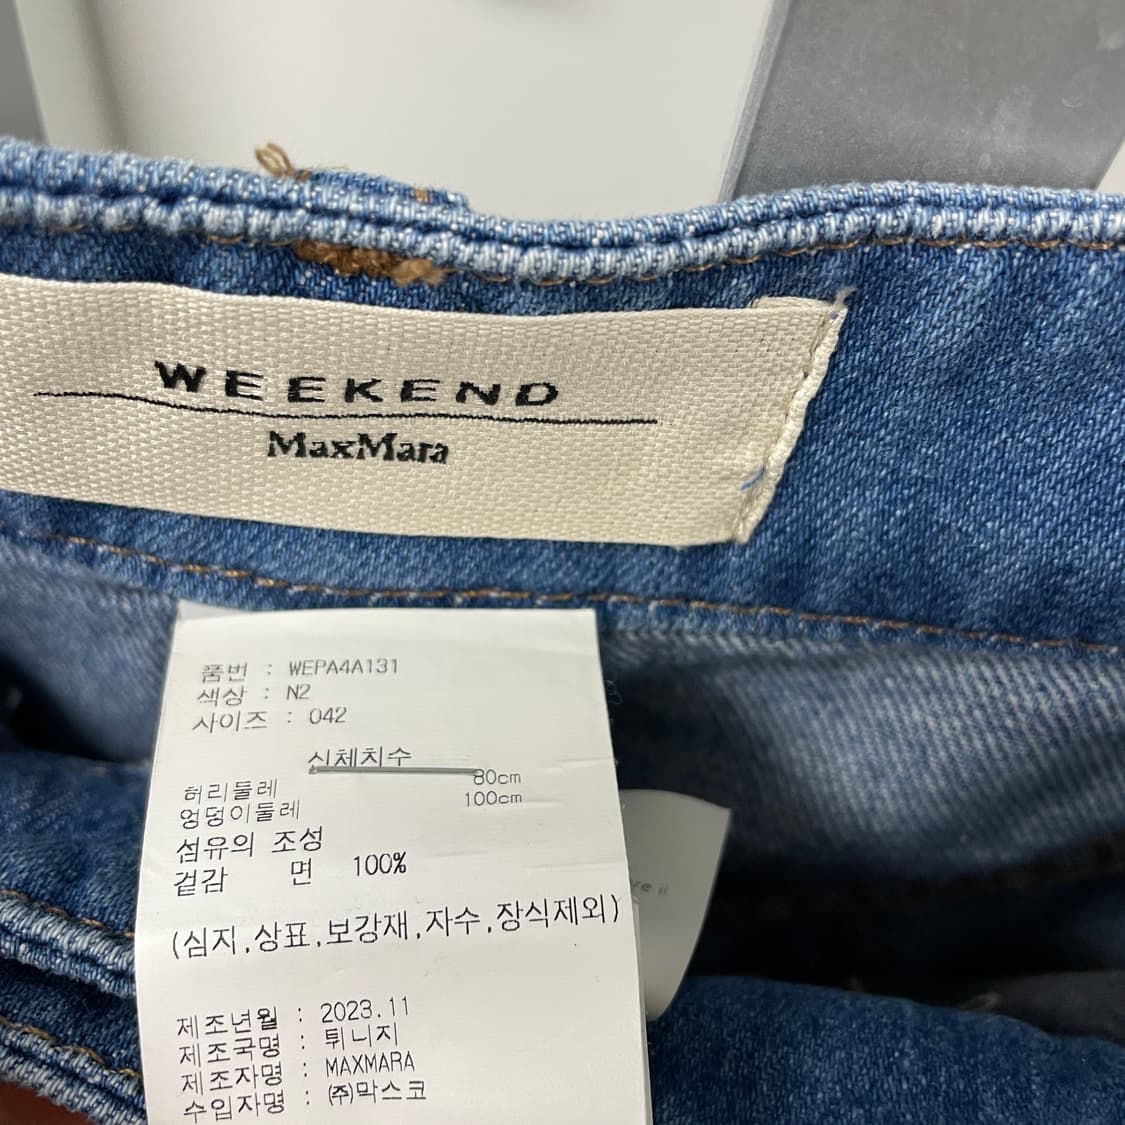 WEEKEND
MaxMara
품번 : WEPA4A131
색상 : N2
사이즈 : 042
신체치수
허리둘레 80cm
엉덩이둘레 100cm
섬유의 조성
겉감 면 100%
(심지,상표,보강재,자수,장식제외)
제조년월 : 2023.11
제조국명 : 튀니지
제조자명 : MAXMARA
수입자명 : ㈜막스코